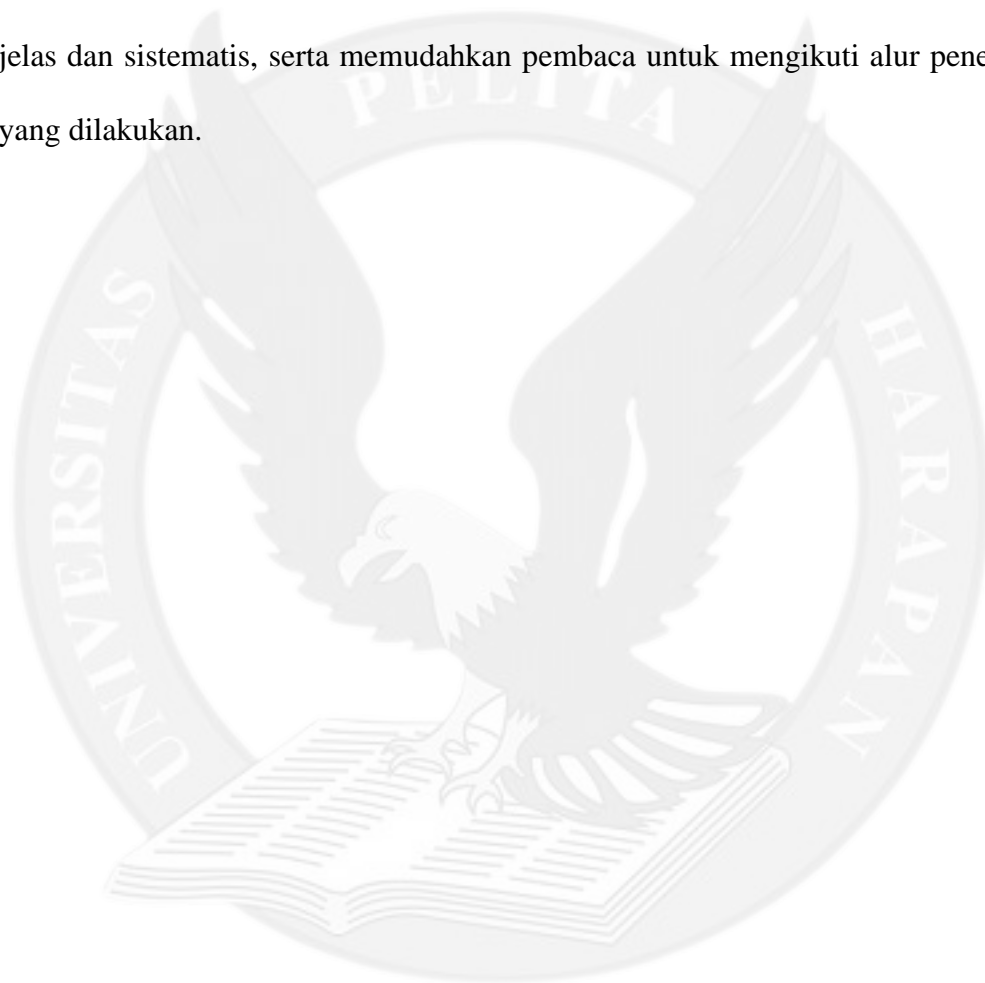 jelas dan sistematis, serta memudahkan pembaca untuk mengikuti alur pene
yang dilakukan.
UNIVERSITAS PELITA HARAPAN